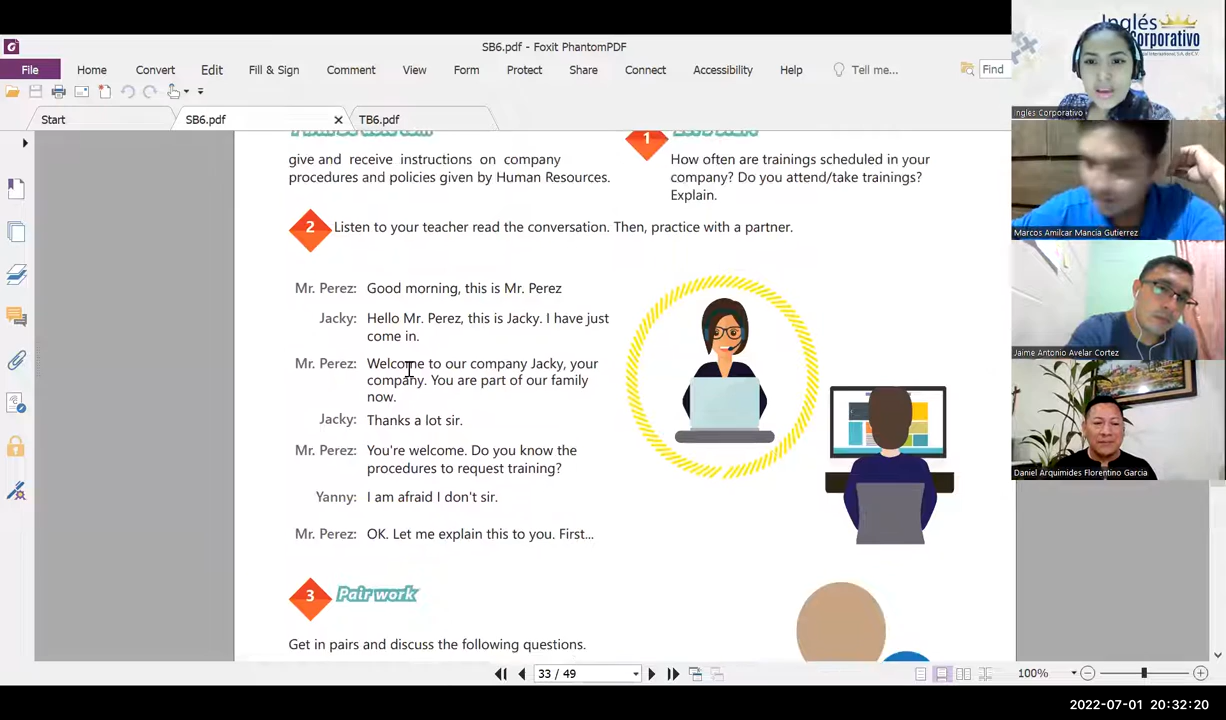 SB6.pdf - Foxit PhantomPDF
File Home Convert Edit Fill & Sign Comment View Form Protect Share Connect Accessibility Help Tell me... Find
Start SB6.pdf TB6.pdf
give and receive instructions on company
procedures and policies given by Human Resources.
1
How often are trainings scheduled in your
company? Do you attend/take trainings?
Explain.
2 Listen to your teacher read the conversation. Then, practice with a partner.
Mr. Perez: Good morning, this is Mr. Perez
Jacky: Hello Mr. Perez, this is Jacky. I have just
come in.
Mr. Perez: Welcome to our company Jacky, your
company. You are part of our family
now.
Jacky: Thanks a lot sir.
Mr. Perez: You're welcome. Do you know the
procedures to request training?
Yanny: I am afraid I don't sir.
Mr. Perez: OK. Let me explain this to you. First...
3 Pair work
Get in pairs and discuss the following questions.
33 / 49
100%
Inglés
Corporativo
Ingles Corporativo
Marcos Amilcar Mancia Gutierrez
Jaime Antonio Avelar Cortez
Daniel Arquimides Florentino Garcia
2022-07-01 20:32:20